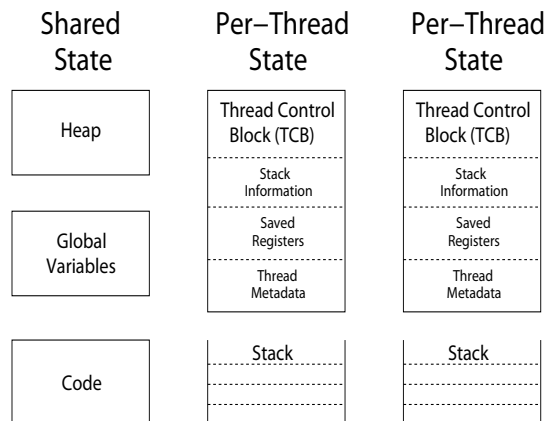 Shared
State
Heap
Global
Variables
Code
Per–Thread
State
Thread Control
Block (TCB)
Stack
Information
Saved
Registers
Thread
Metadata
Stack
Per–Thread
State
Thread Control
Block (TCB)
Stack
Information
Saved
Registers
Thread
Metadata
Stack